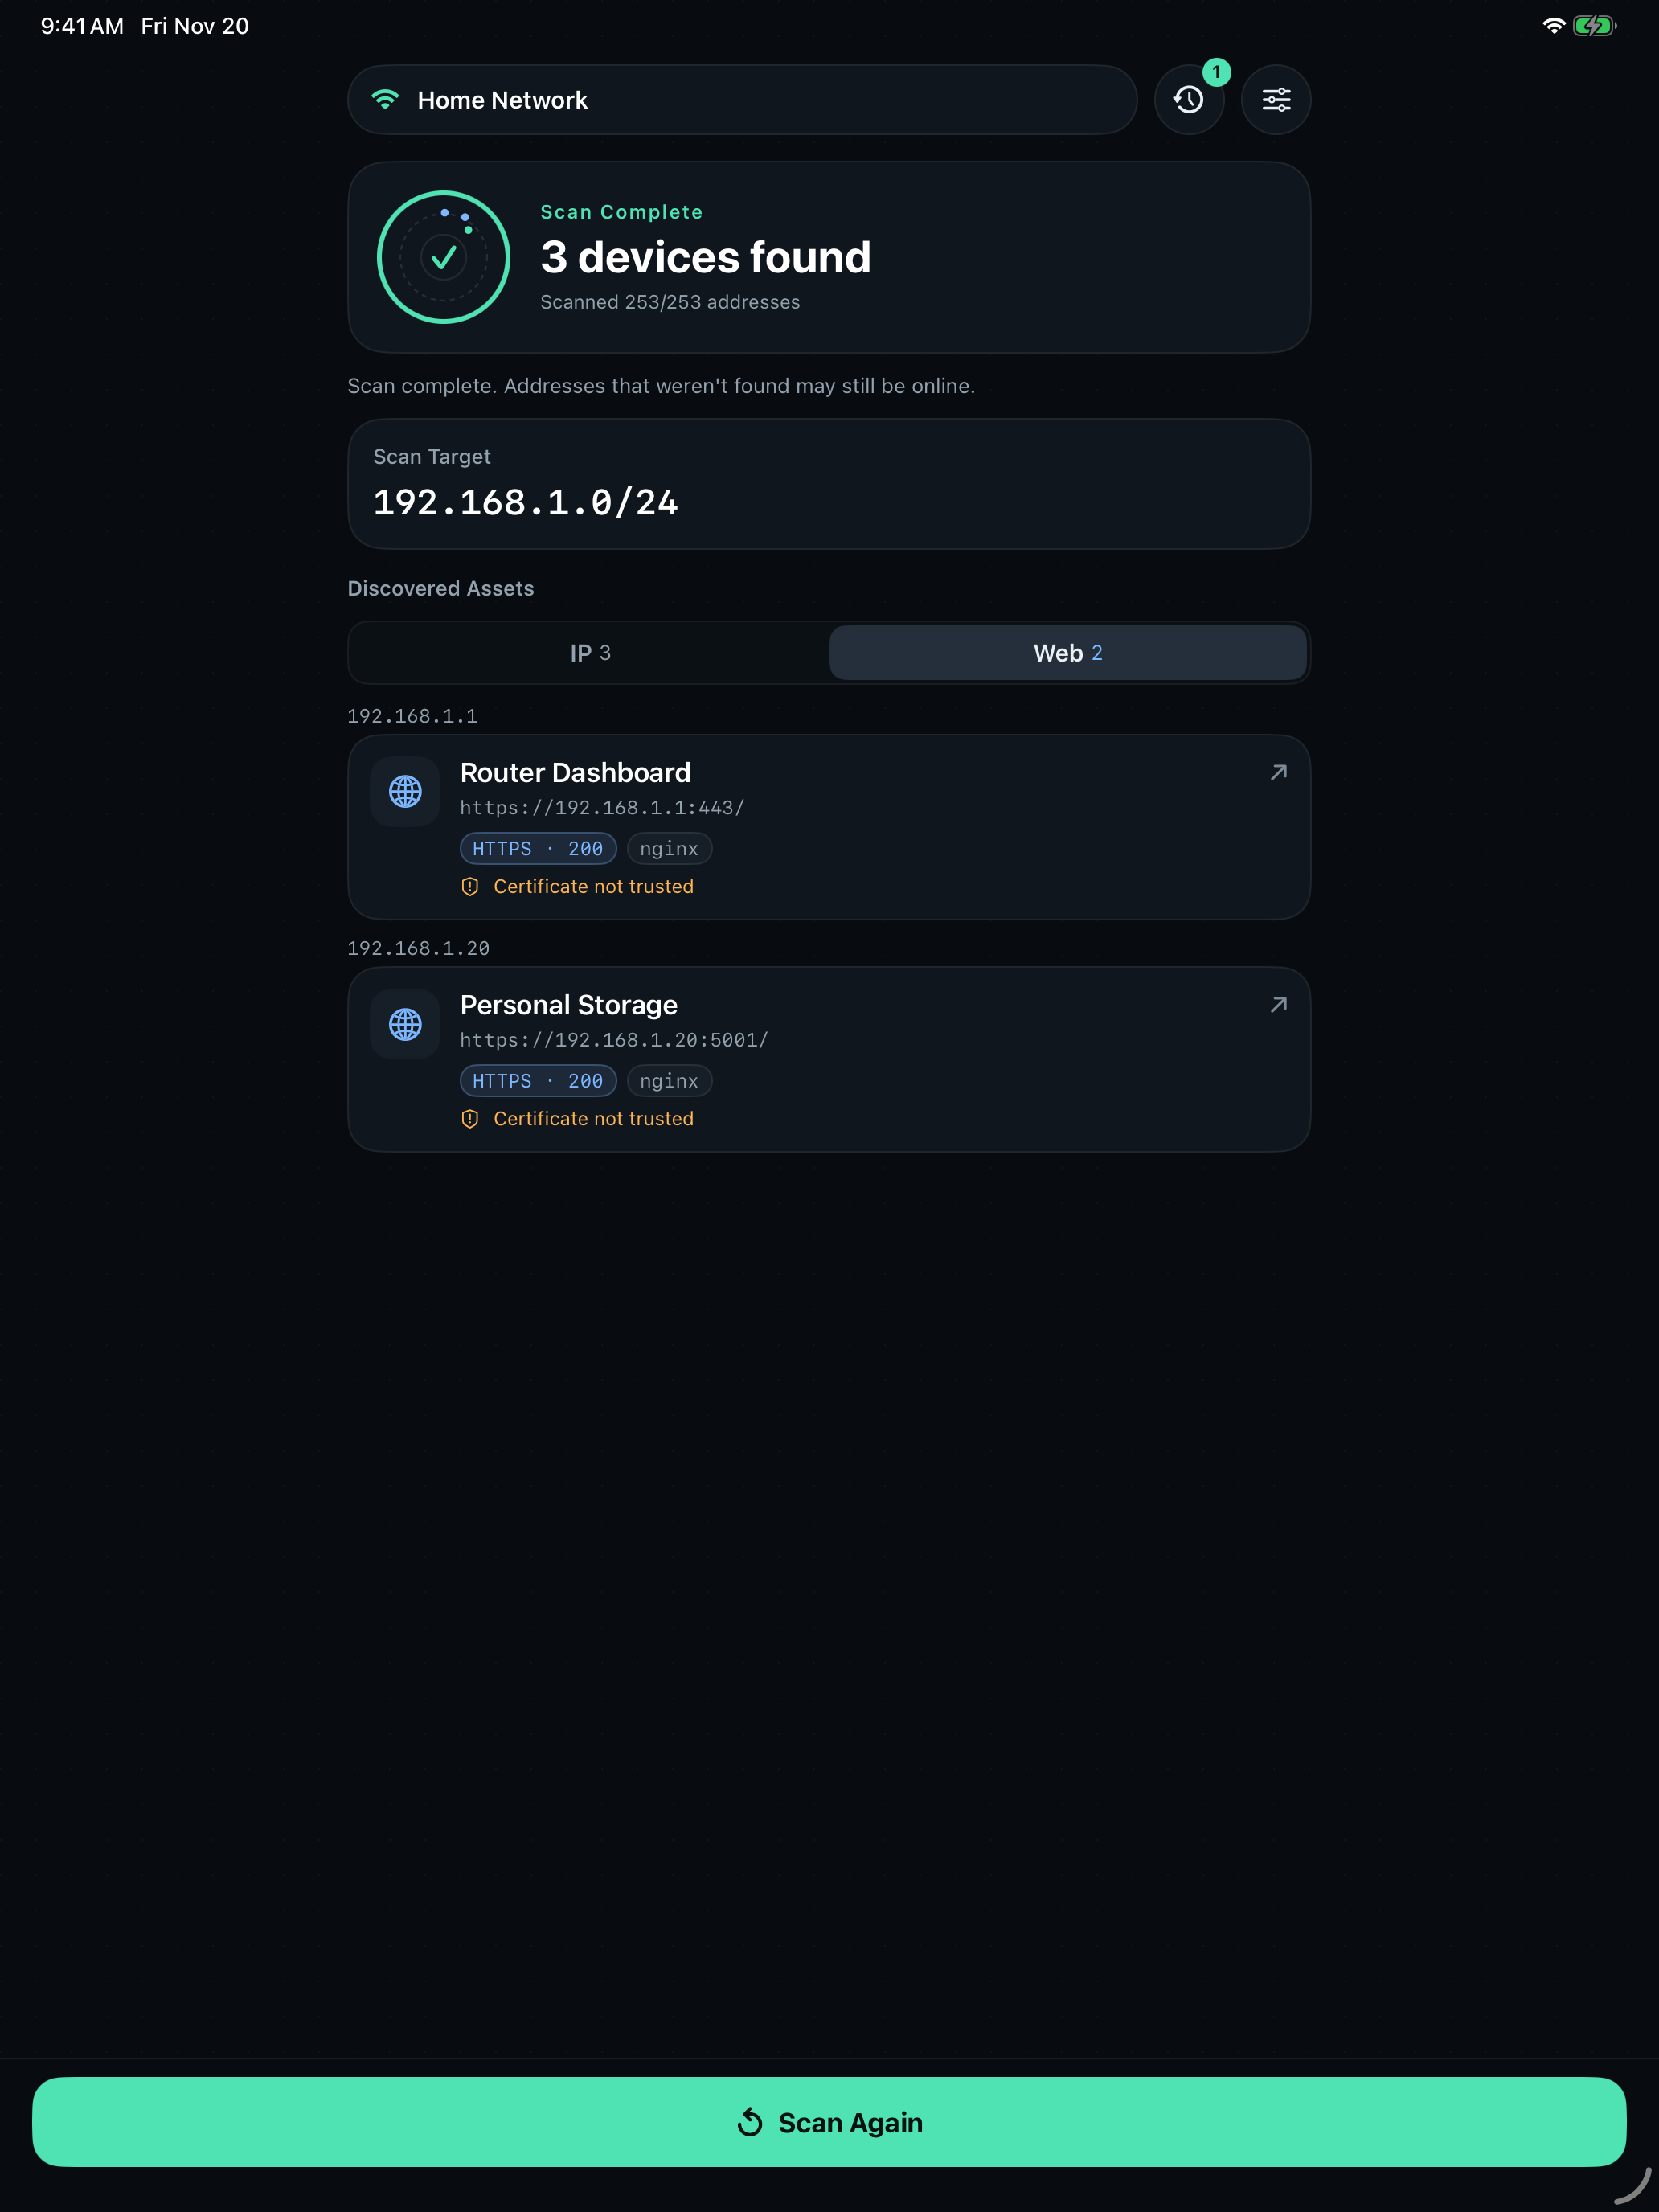 9:41 AM Fri Nov 20
Home Network
1
Scan Complete
3 devices found
Scanned 253/253 addresses
Scan complete. Addresses that weren't found may still be online.
Scan Target
192.168.1.0/24
Discovered Assets
IP 3
Web 2
192.168.1.1
Router Dashboard
https://192.168.1.1:443/
HTTPS · 200 nginx
Certificate not trusted
192.168.1.20
Personal Storage
https://192.168.1.20:5001/
HTTPS · 200 nginx
Certificate not trusted
Scan Again